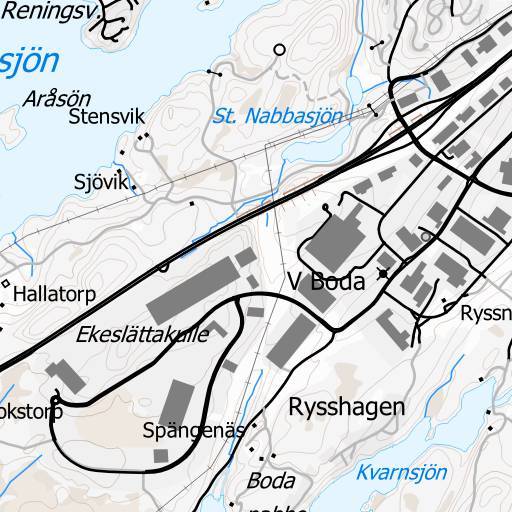 Reningsv.
sjön
Aråsön
Stensvik
St. Nabbasjön
Sjövik
V Boda
Hallatorp
Ryssn
Ekeslättakulle
okstorp
Rysshagen
Spängenäs
Kvarnsjön
Boda